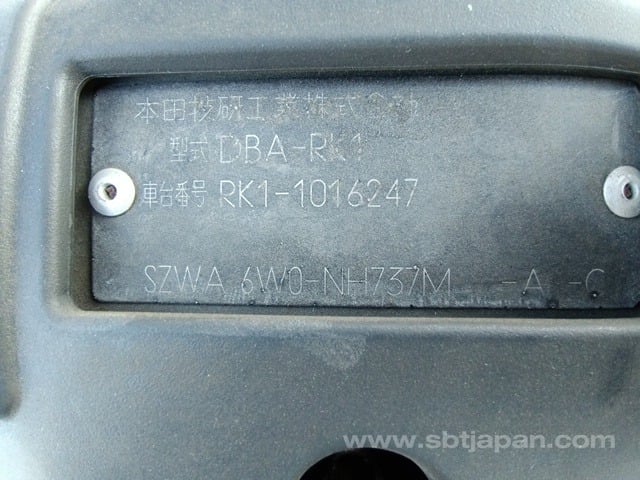 本田技研工業株式会社
型式 DBA-RK1
車台番号 RK1-1016247
SZWA 6W0-NH737M -A -C
www.sbtjapan.com